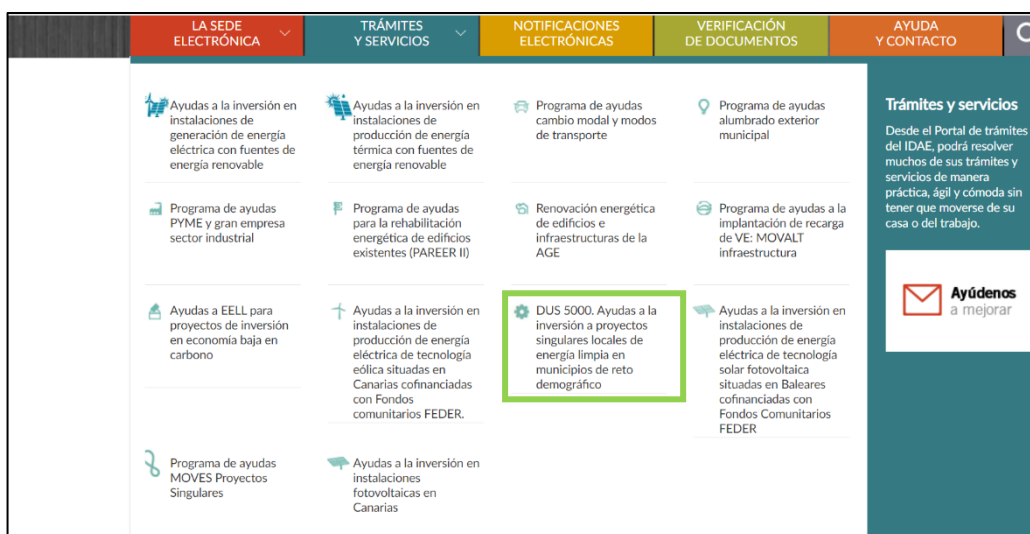 LA SEDE
ELECTRÓNICA
TRÁMITES
Y SERVICIOS
NOTIFICACIONES
ELECTRÓNICAS
VERIFICACIÓN
DE DOCUMENTOS
AYUDA
Y CONTACTO
Ayudas a la inversión en
instalaciones de
generación de energía
eléctrica con fuentes de
energía renovable
Ayudas a la inversión en
instalaciones de
producción de energía
térmica con fuentes de
energía renovable
Programa de ayudas
cambio modal y modos
de transporte
Programa de ayudas
alumbrado exterior
municipal
Programa de ayudas
PYME y gran empresa
sector industrial
Programa de ayudas
para la rehabilitación
energética de edificios
existentes (PAREER II)
Renovación energética
de edificios e
infraestructuras de la
AGE
Programa de ayudas a la
implantación de recarga
de VE: MOVALT
infraestructura
Ayudas a EELL para
proyectos de inversión
en economía baja en
carbono
Ayudas a la inversión en
instalaciones de
producción de energía
eléctrica de tecnología
eólica situadas en
Canarias cofinanciadas
con Fondos
comunitarios FEDER.
DUS 5000. Ayudas a la
inversión a proyectos
singulares locales de
energía limpia en
municipios de reto
demográfico
Ayudas a la inversión en
instalaciones de
producción de energía
eléctrica de tecnología
solar fotovoltaica
situadas en Baleares
cofinanciadas con
Fondos Comunitarios
FEDER
Programa de ayudas
MOVES Proyectos
Singulares
Ayudas a la inversión en
instalaciones
fotovoltaicas en
Canarias
Trámites y servicios
Desde el Portal de trámites
del IDAE, podrá resolver
muchos de sus trámites y
servicios de manera
práctica, ágil y cómoda sin
tener que moverse de su
casa o del trabajo.
Ayúdenos
a mejorar